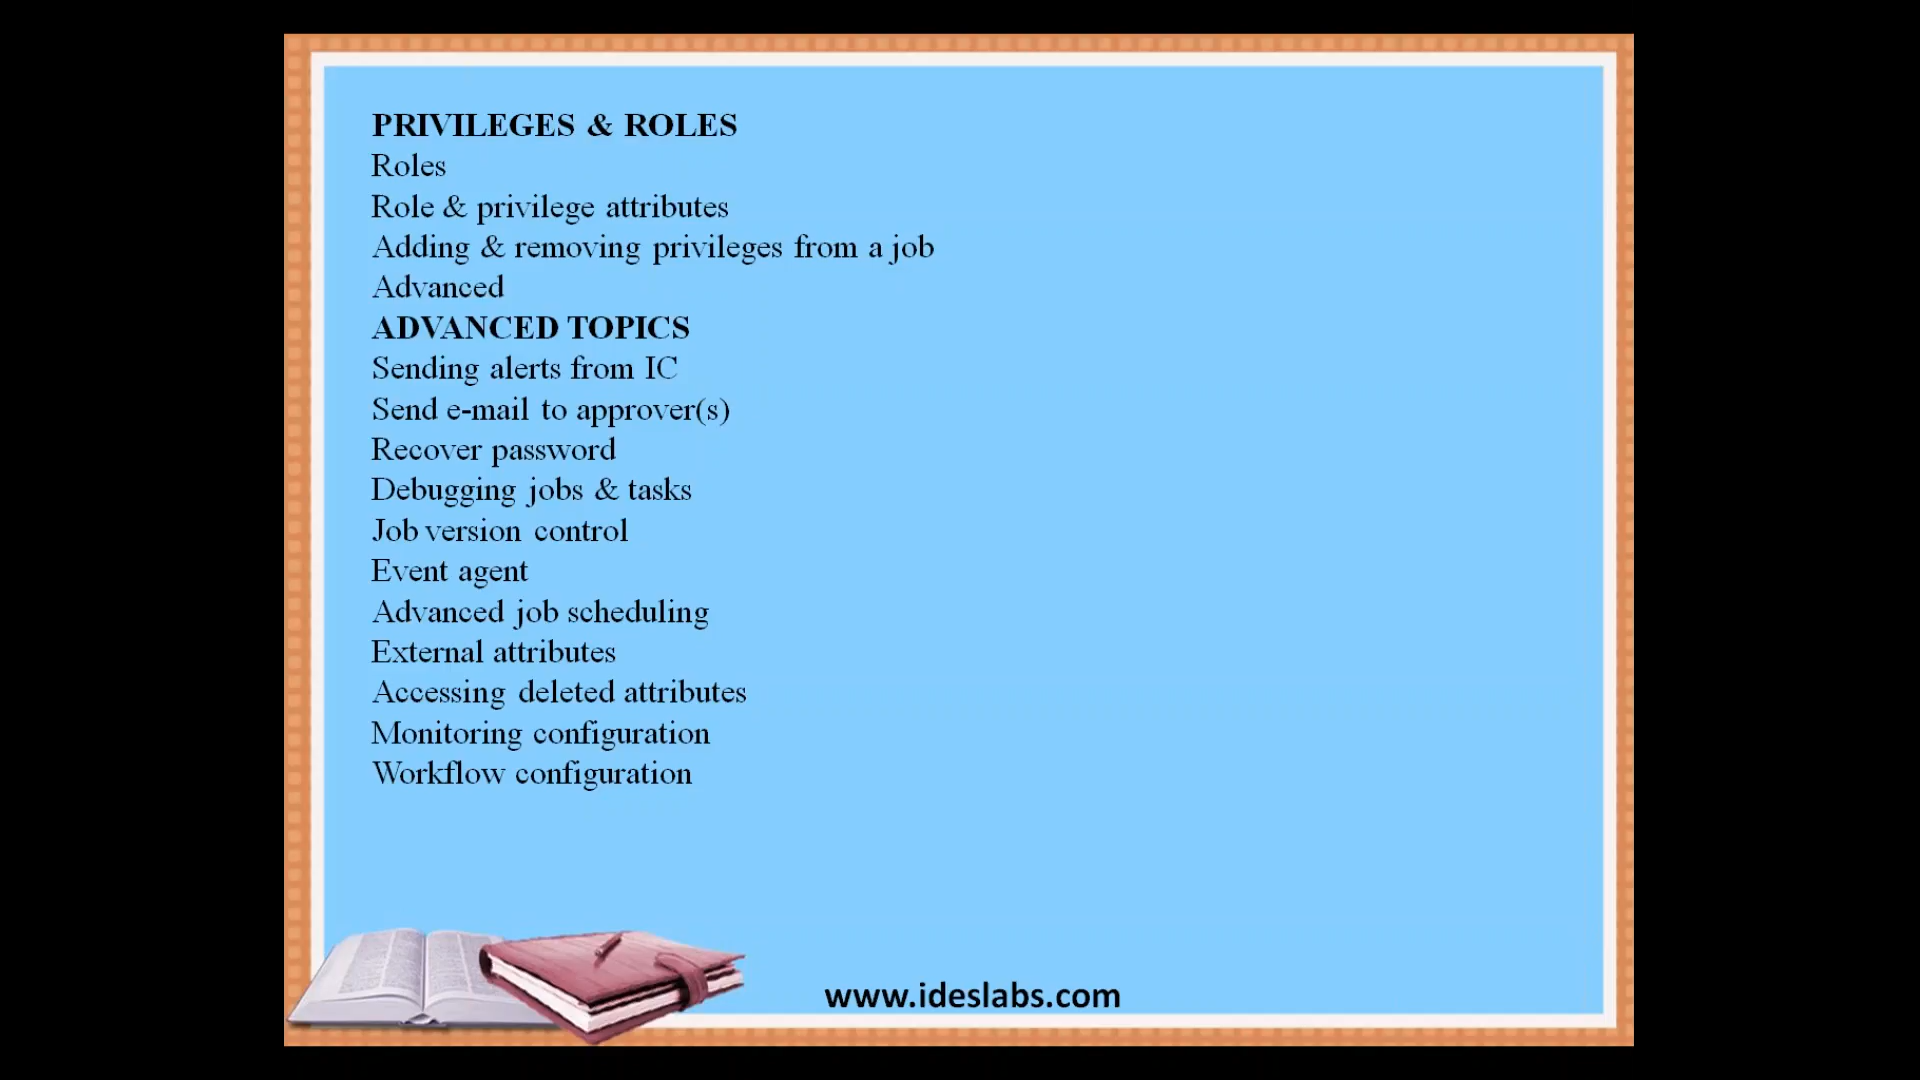 PRIVILEGES & ROLES
Roles
Role & privilege attributes
Adding & removing privileges from a job
Advanced
ADVANCED TOPICS
Sending alerts from IC
Send e-mail to approver(s)
Recover password
Debugging jobs & tasks
Job version control
Event agent
Advanced job scheduling
External attributes
Accessing deleted attributes
Monitoring configuration
Workflow configuration
www.ideslabs.com